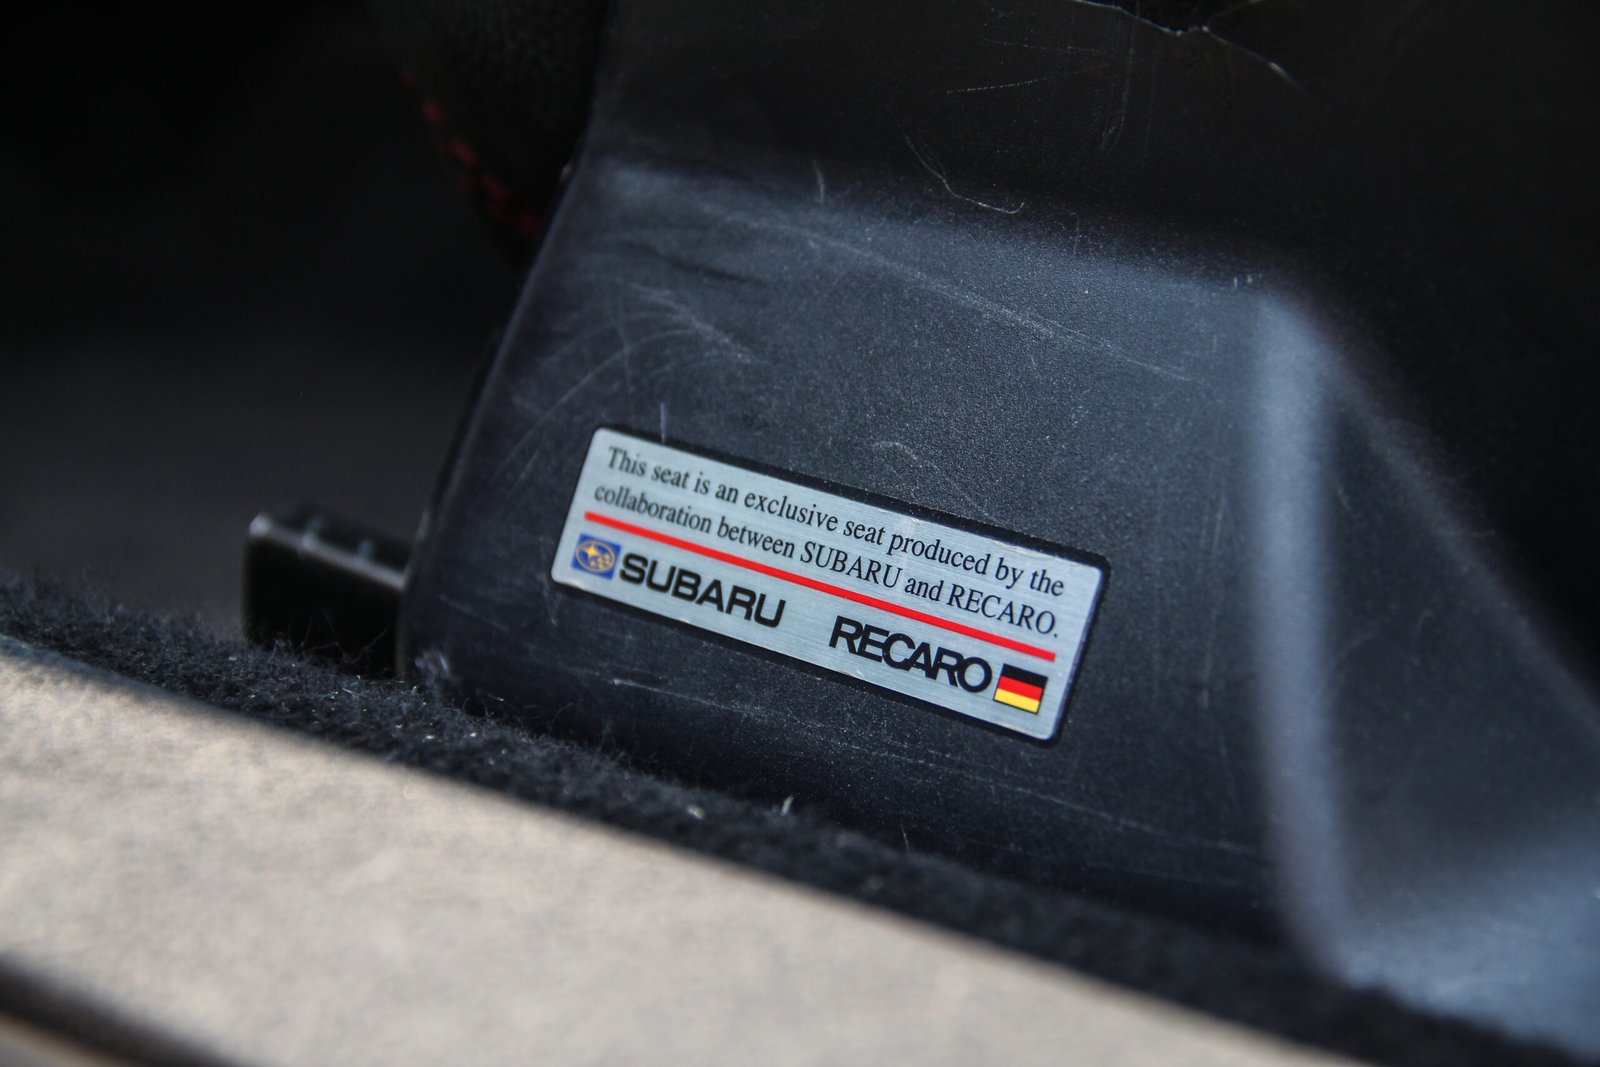 This seat is an exclusive seat produced by the
collaboration between SUBARU and RECARO.
SUBARU RECARO